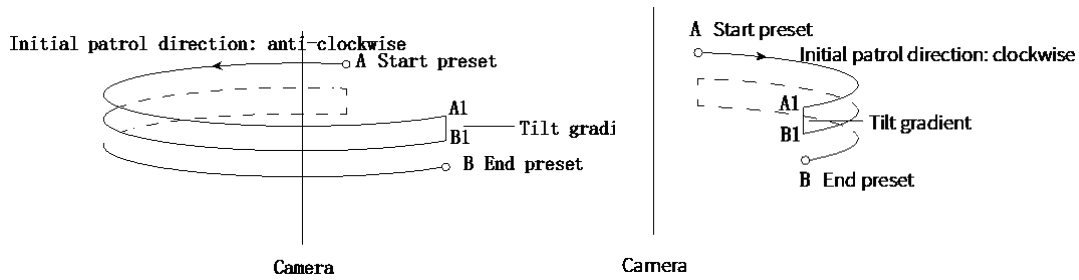 Initial patrol direction: anti-clockwise
A Start preset
A1
B1
Tilt gradi
B End preset
Camera
A Start preset
Initial patrol direction: clockwise
A1
B1
Tilt gradient
B End preset
Camera